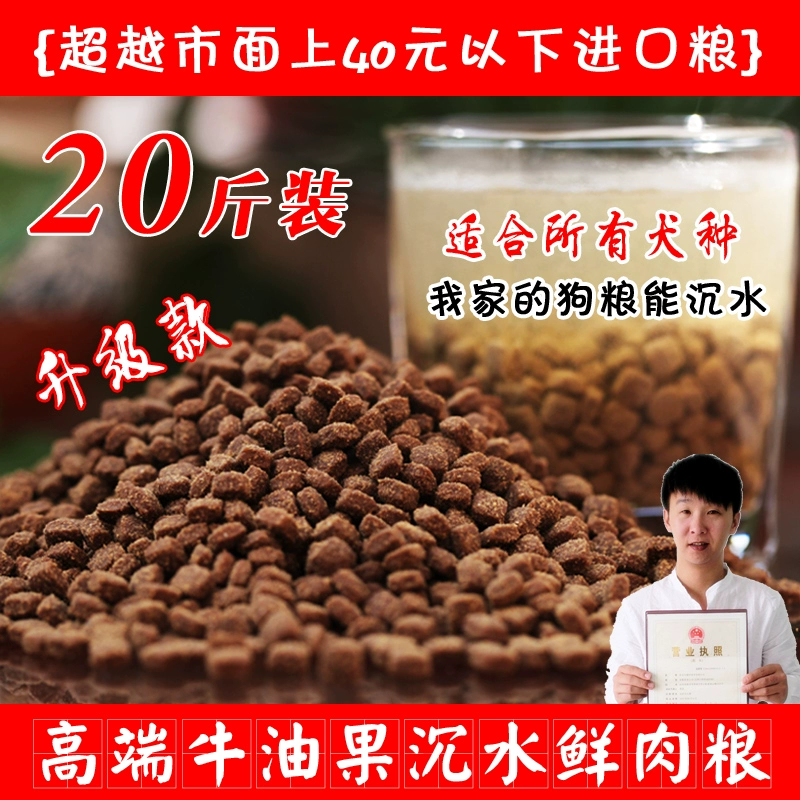 {超越市面上40元以下进口粮}
20斤装
适合所有犬种
我家的狗粮能沉水
升级款
营业执照
高端牛油果沉水鲜肉粮